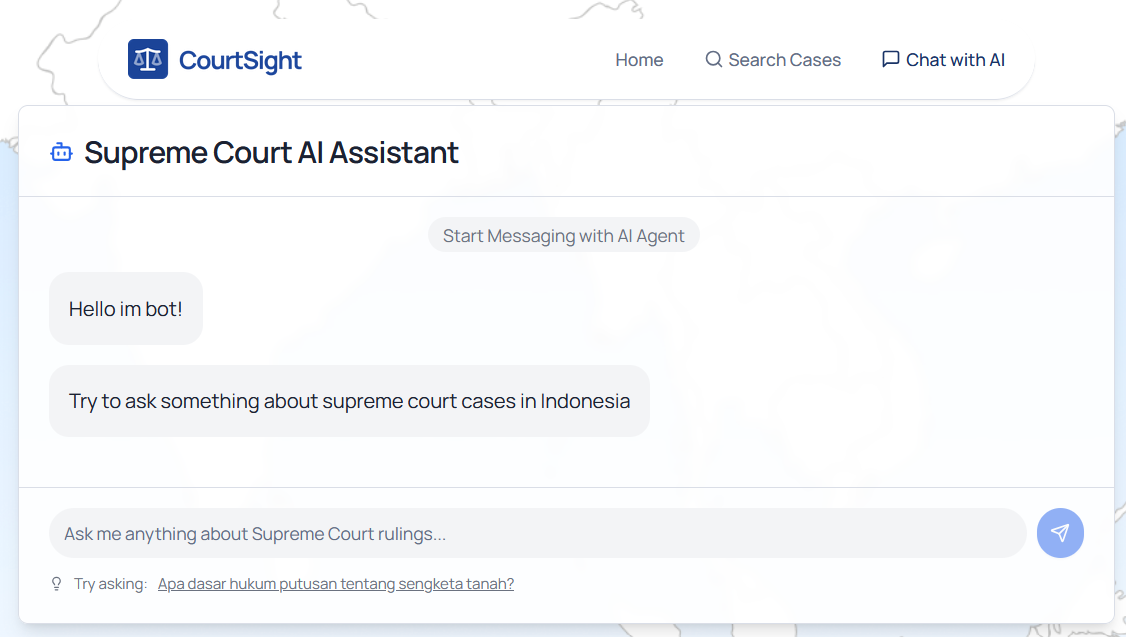 CourtSight
Home
Search Cases
Chat with AI
Supreme Court AI Assistant
Start Messaging with AI Agent
Hello im bot!
Try to ask something about supreme court cases in Indonesia
Ask me anything about Supreme Court rulings...
Try asking: Apa dasar hukum putusan tentang sengketa tanah?